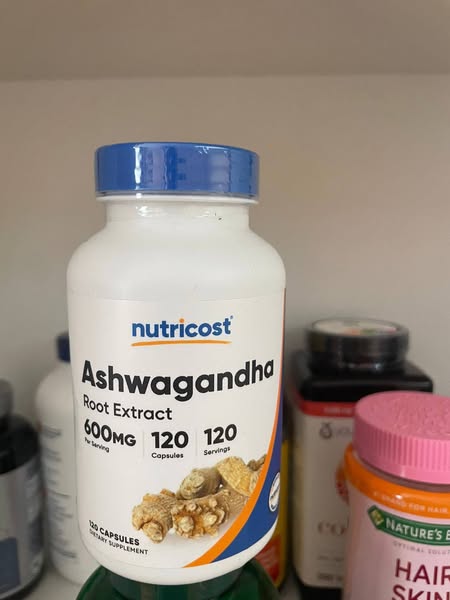 nutricost
Ashwagandha
Root Extract
600MG
Per Serving
120
Capsules
120
Servings
120 CAPSULES
DIETARY SUPPLEMENT
NATURE'S
HAIR
SKIN